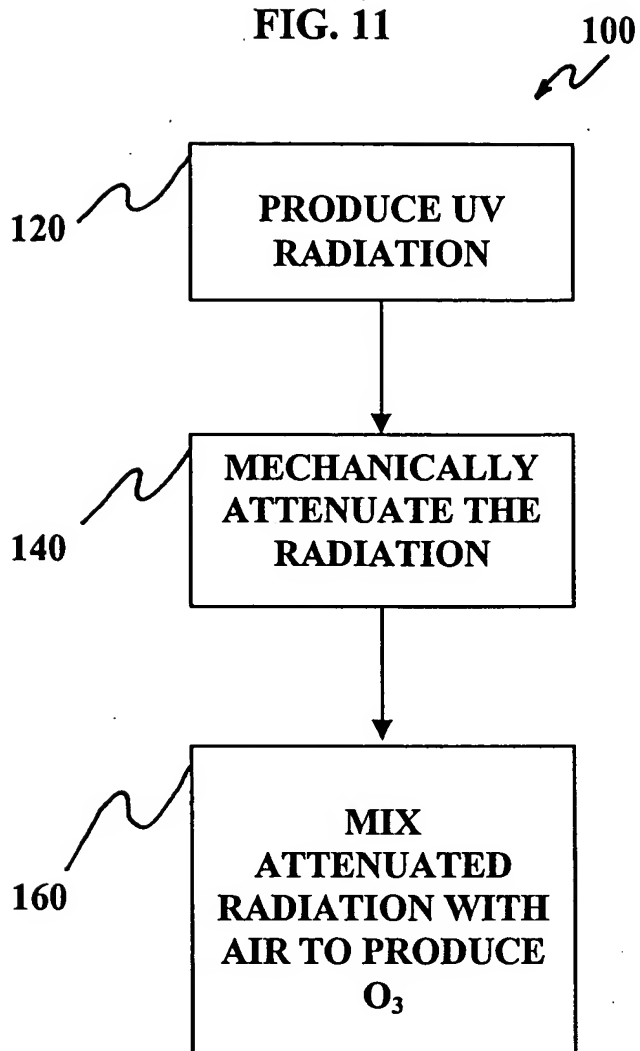 FIG. 11
100
120
PRODUCE UV
RADIATION
140
MECHANICALLY
ATTENUATE THE
RADIATION
160
MIX
ATTENUATED
RADIATION WITH
AIR TO PRODUCE
O₃